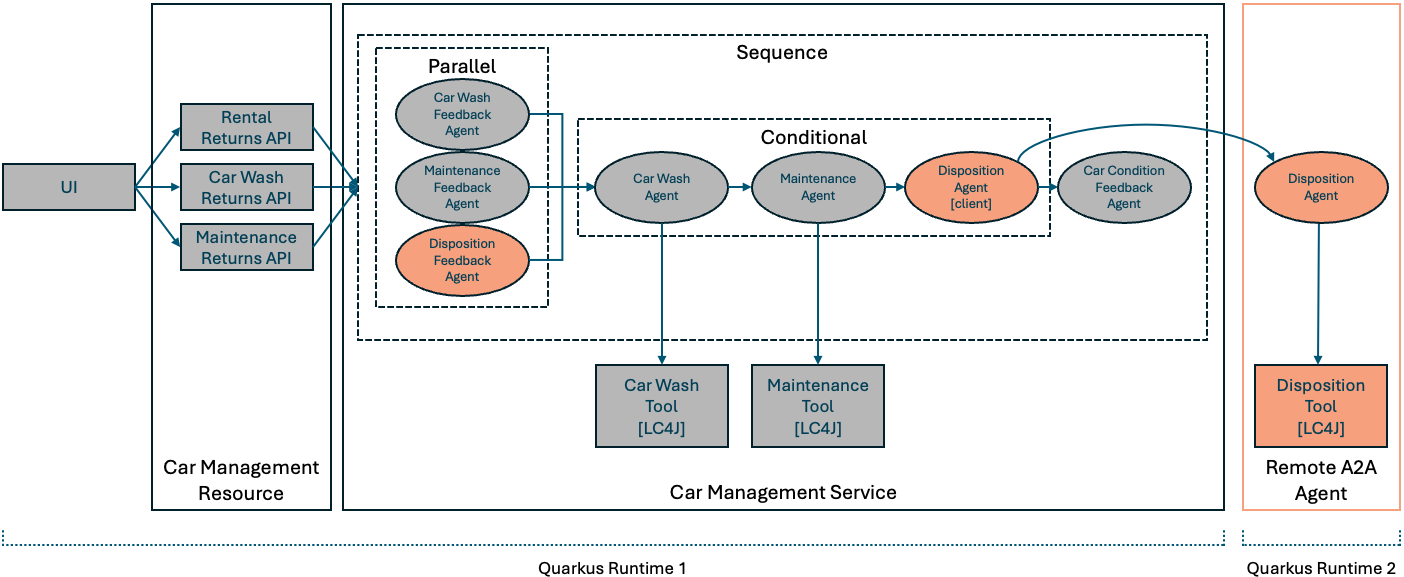 Sequence
Parallel
Car Wash
Feedback
Agent
Rental
Returns API
Conditional
UI
Car Wash
Returns API
Maintenance
Feedback
Agent
Car Wash
Agent
Maintenance
Agent
Disposition
Agent
[client]
Car Condition
Feedback
Agent
Disposition
Agent
Maintenance
Returns API
Disposition
Feedback
Agent
Car Wash
Tool
[LC4J]
Maintenance
Tool
[LC4J]
Disposition
Tool
[LC4J]
Car Management
Resource
Car Management Service
Remote A2A
Agent
Quarkus Runtime 1
Quarkus Runtime 2